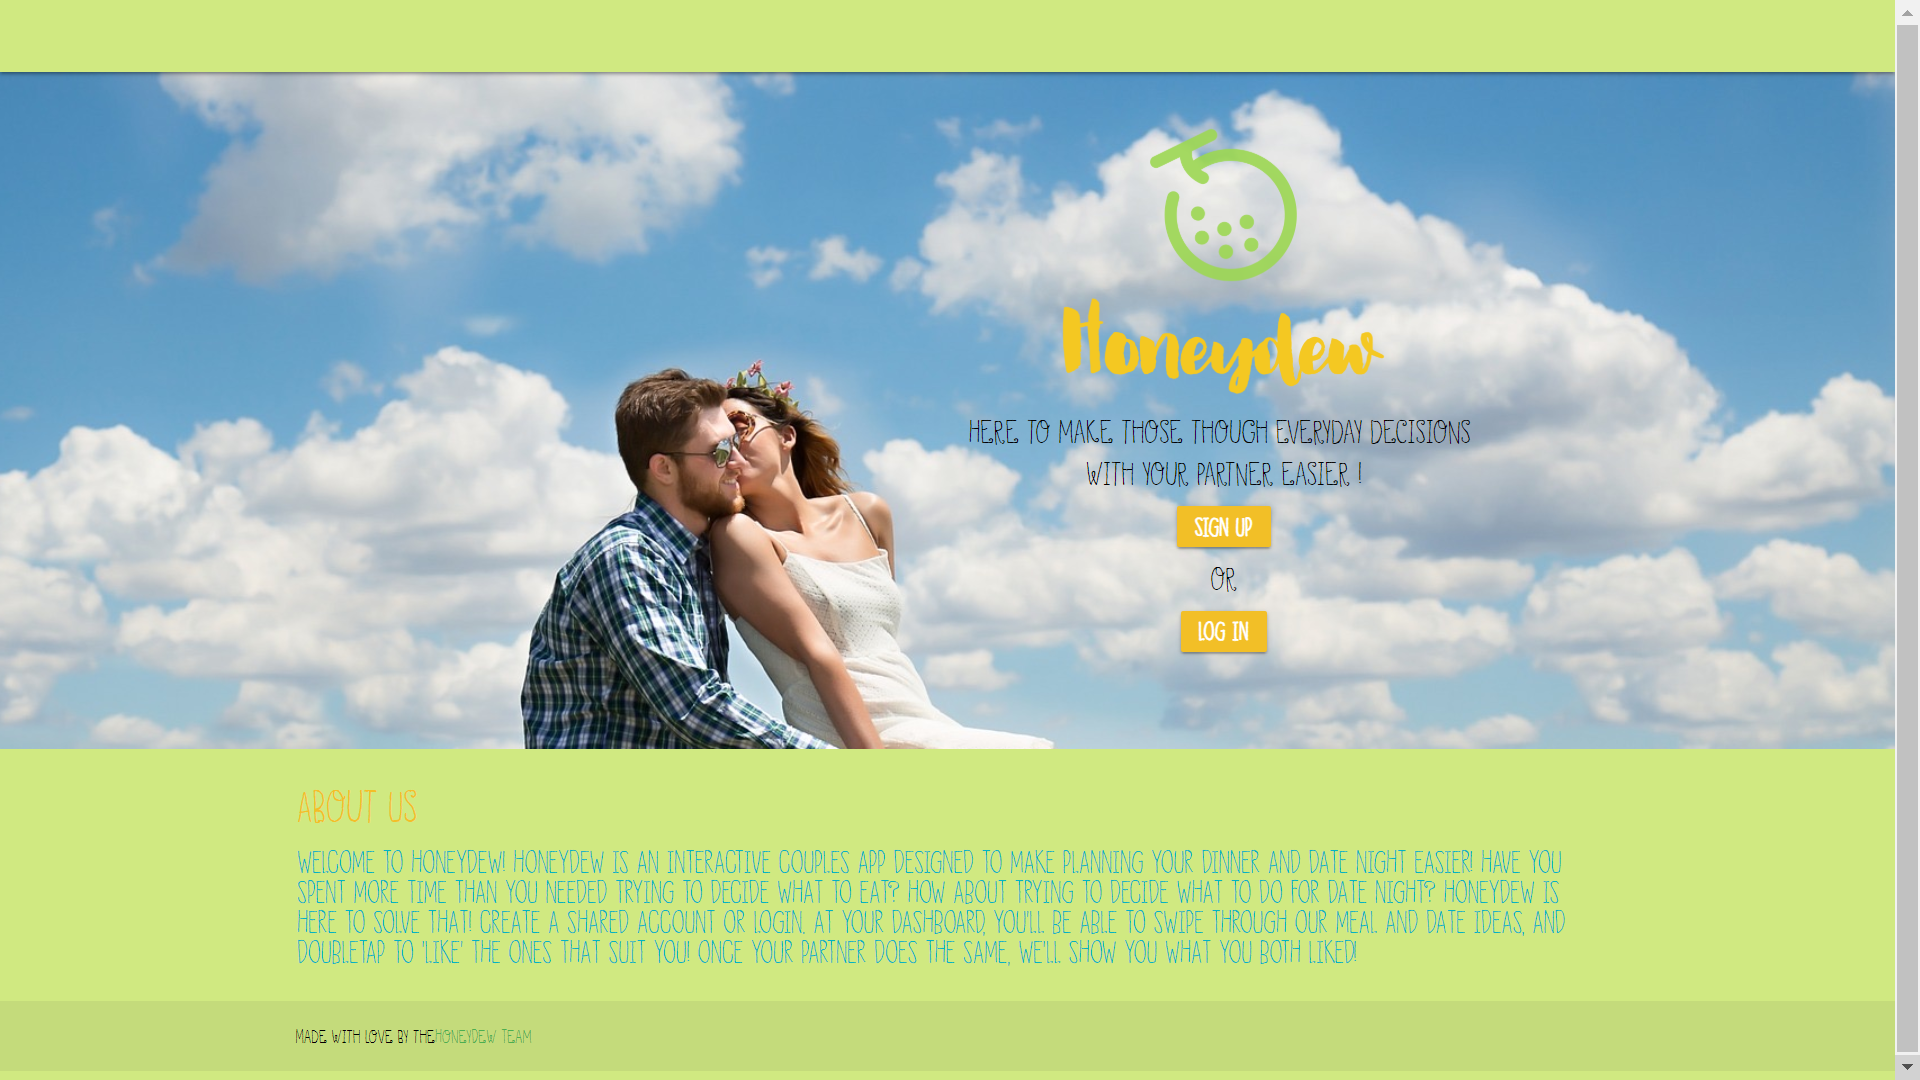 Honeydew
HERE TO MAKE THOSE THOUGH EVERYDAY DECISIONS
WITH YOUR PARTNER EASIER !
SIGN UP
OR
LOG IN
ABOUT US
WELCOME TO HONEYDEW! HONEYDEW IS AN INTERACTIVE COUPLES APP DESIGNED TO MAKE PLANNING YOUR DINNER AND DATE NIGHT EASIER! HAVE YOU
SPENT MORE TIME THAN YOU NEEDED TRYING TO DECIDE WHAT TO EAT? HOW ABOUT TRYING TO DECIDE WHAT TO DO FOR DATE NIGHT? HONEYDEW IS
HERE TO SOLVE THAT! CREATE A SHARED ACCOUNT OR LOGIN. AT YOUR DASHBOARD, YOU'LL BE ABLE TO SWIPE THROUGH OUR MEAL AND DATE IDEAS, AND
DOUBLETAP TO 'LIKE' THE ONES THAT SUIT YOU! ONCE YOUR PARTNER DOES THE SAME, WE'LL SHOW YOU WHAT YOU BOTH LIKED!
MADE WITH LOVE BY THEHONEYDEW TEAM